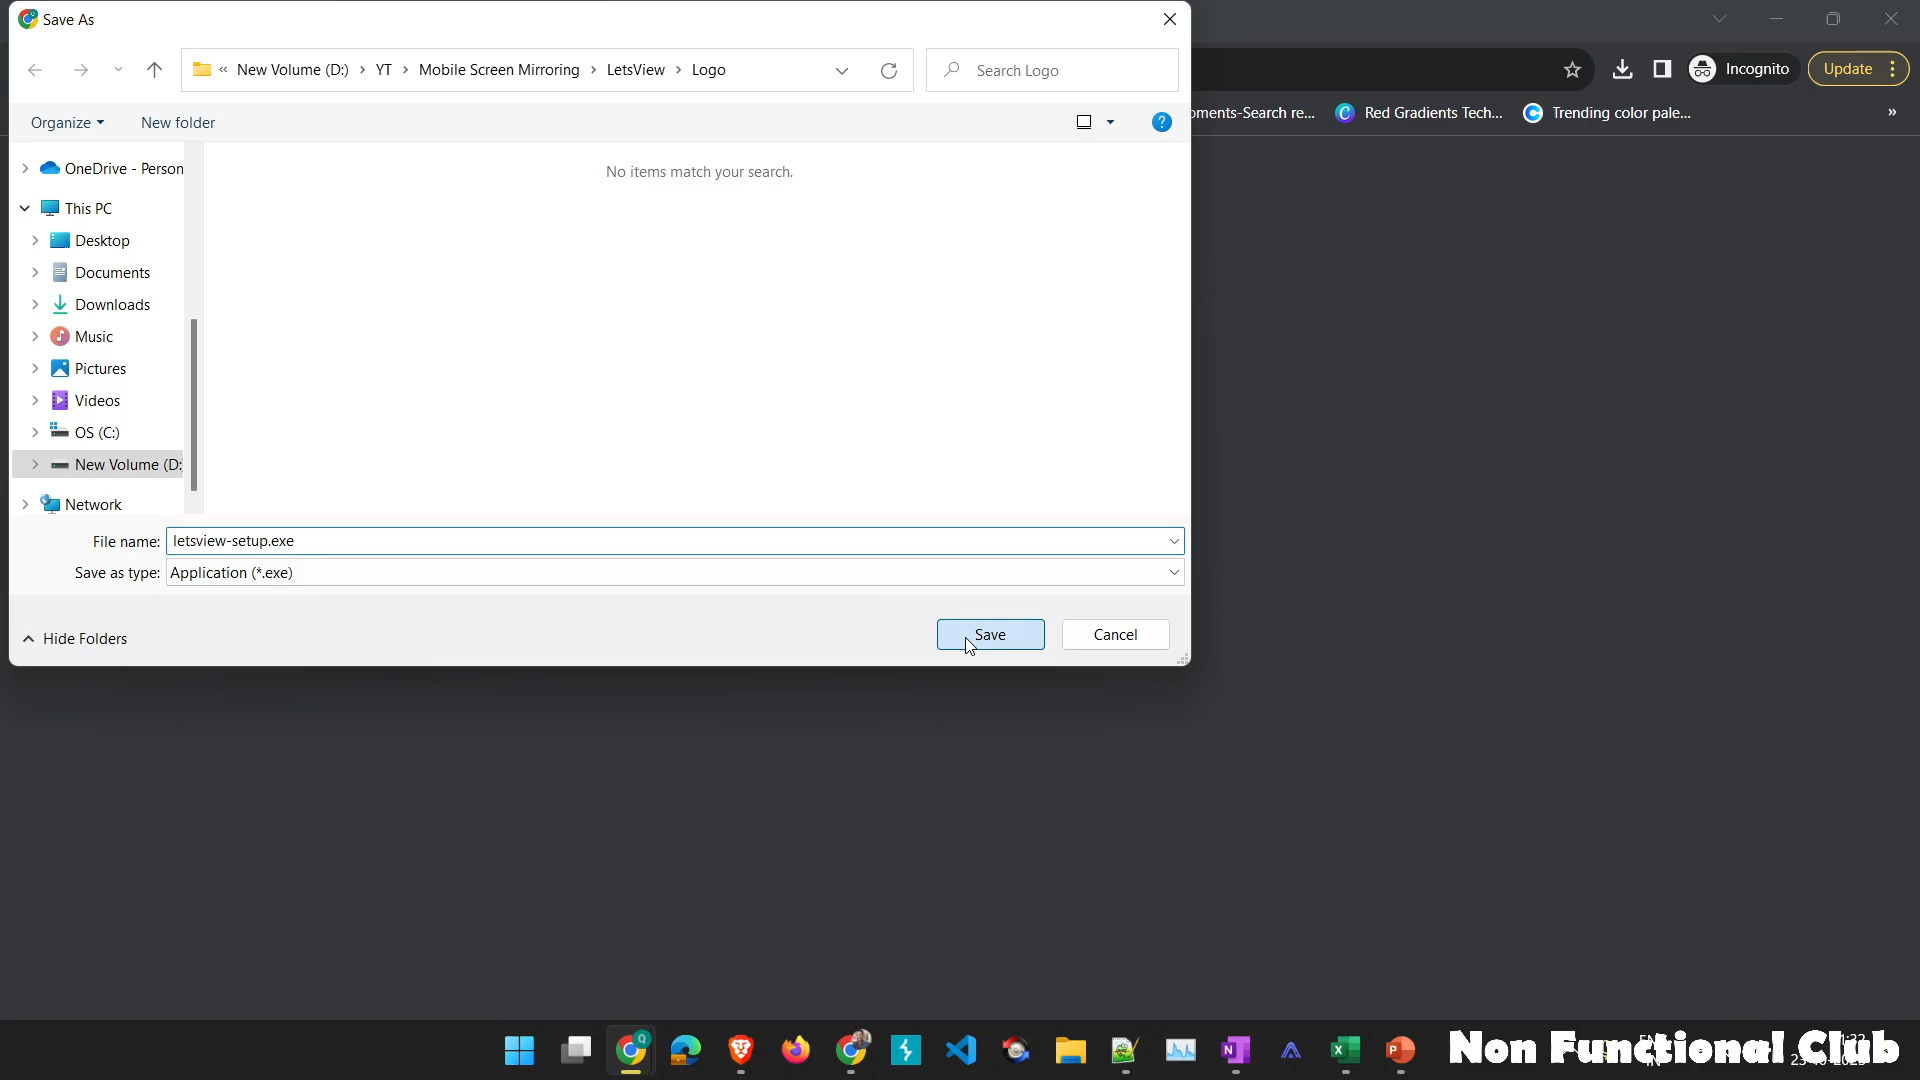 Save As
« New Volume (D:) › YT › Mobile Screen Mirroring › LetsView › Logo
Search Logo
Incognito
Update
Organize
New folder
?
oments-Search re...
Red Gradients Tech...
Trending color pale...
»
OneDrive - Person
No items match your search.
This PC
Desktop
Documents
Downloads
Music
Pictures
Videos
OS (C:)
New Volume (D:
Network
File name: letsview-setup.exe
Save as type: Application (*.exe)
Hide Folders
Save
Cancel
Non Functional Club